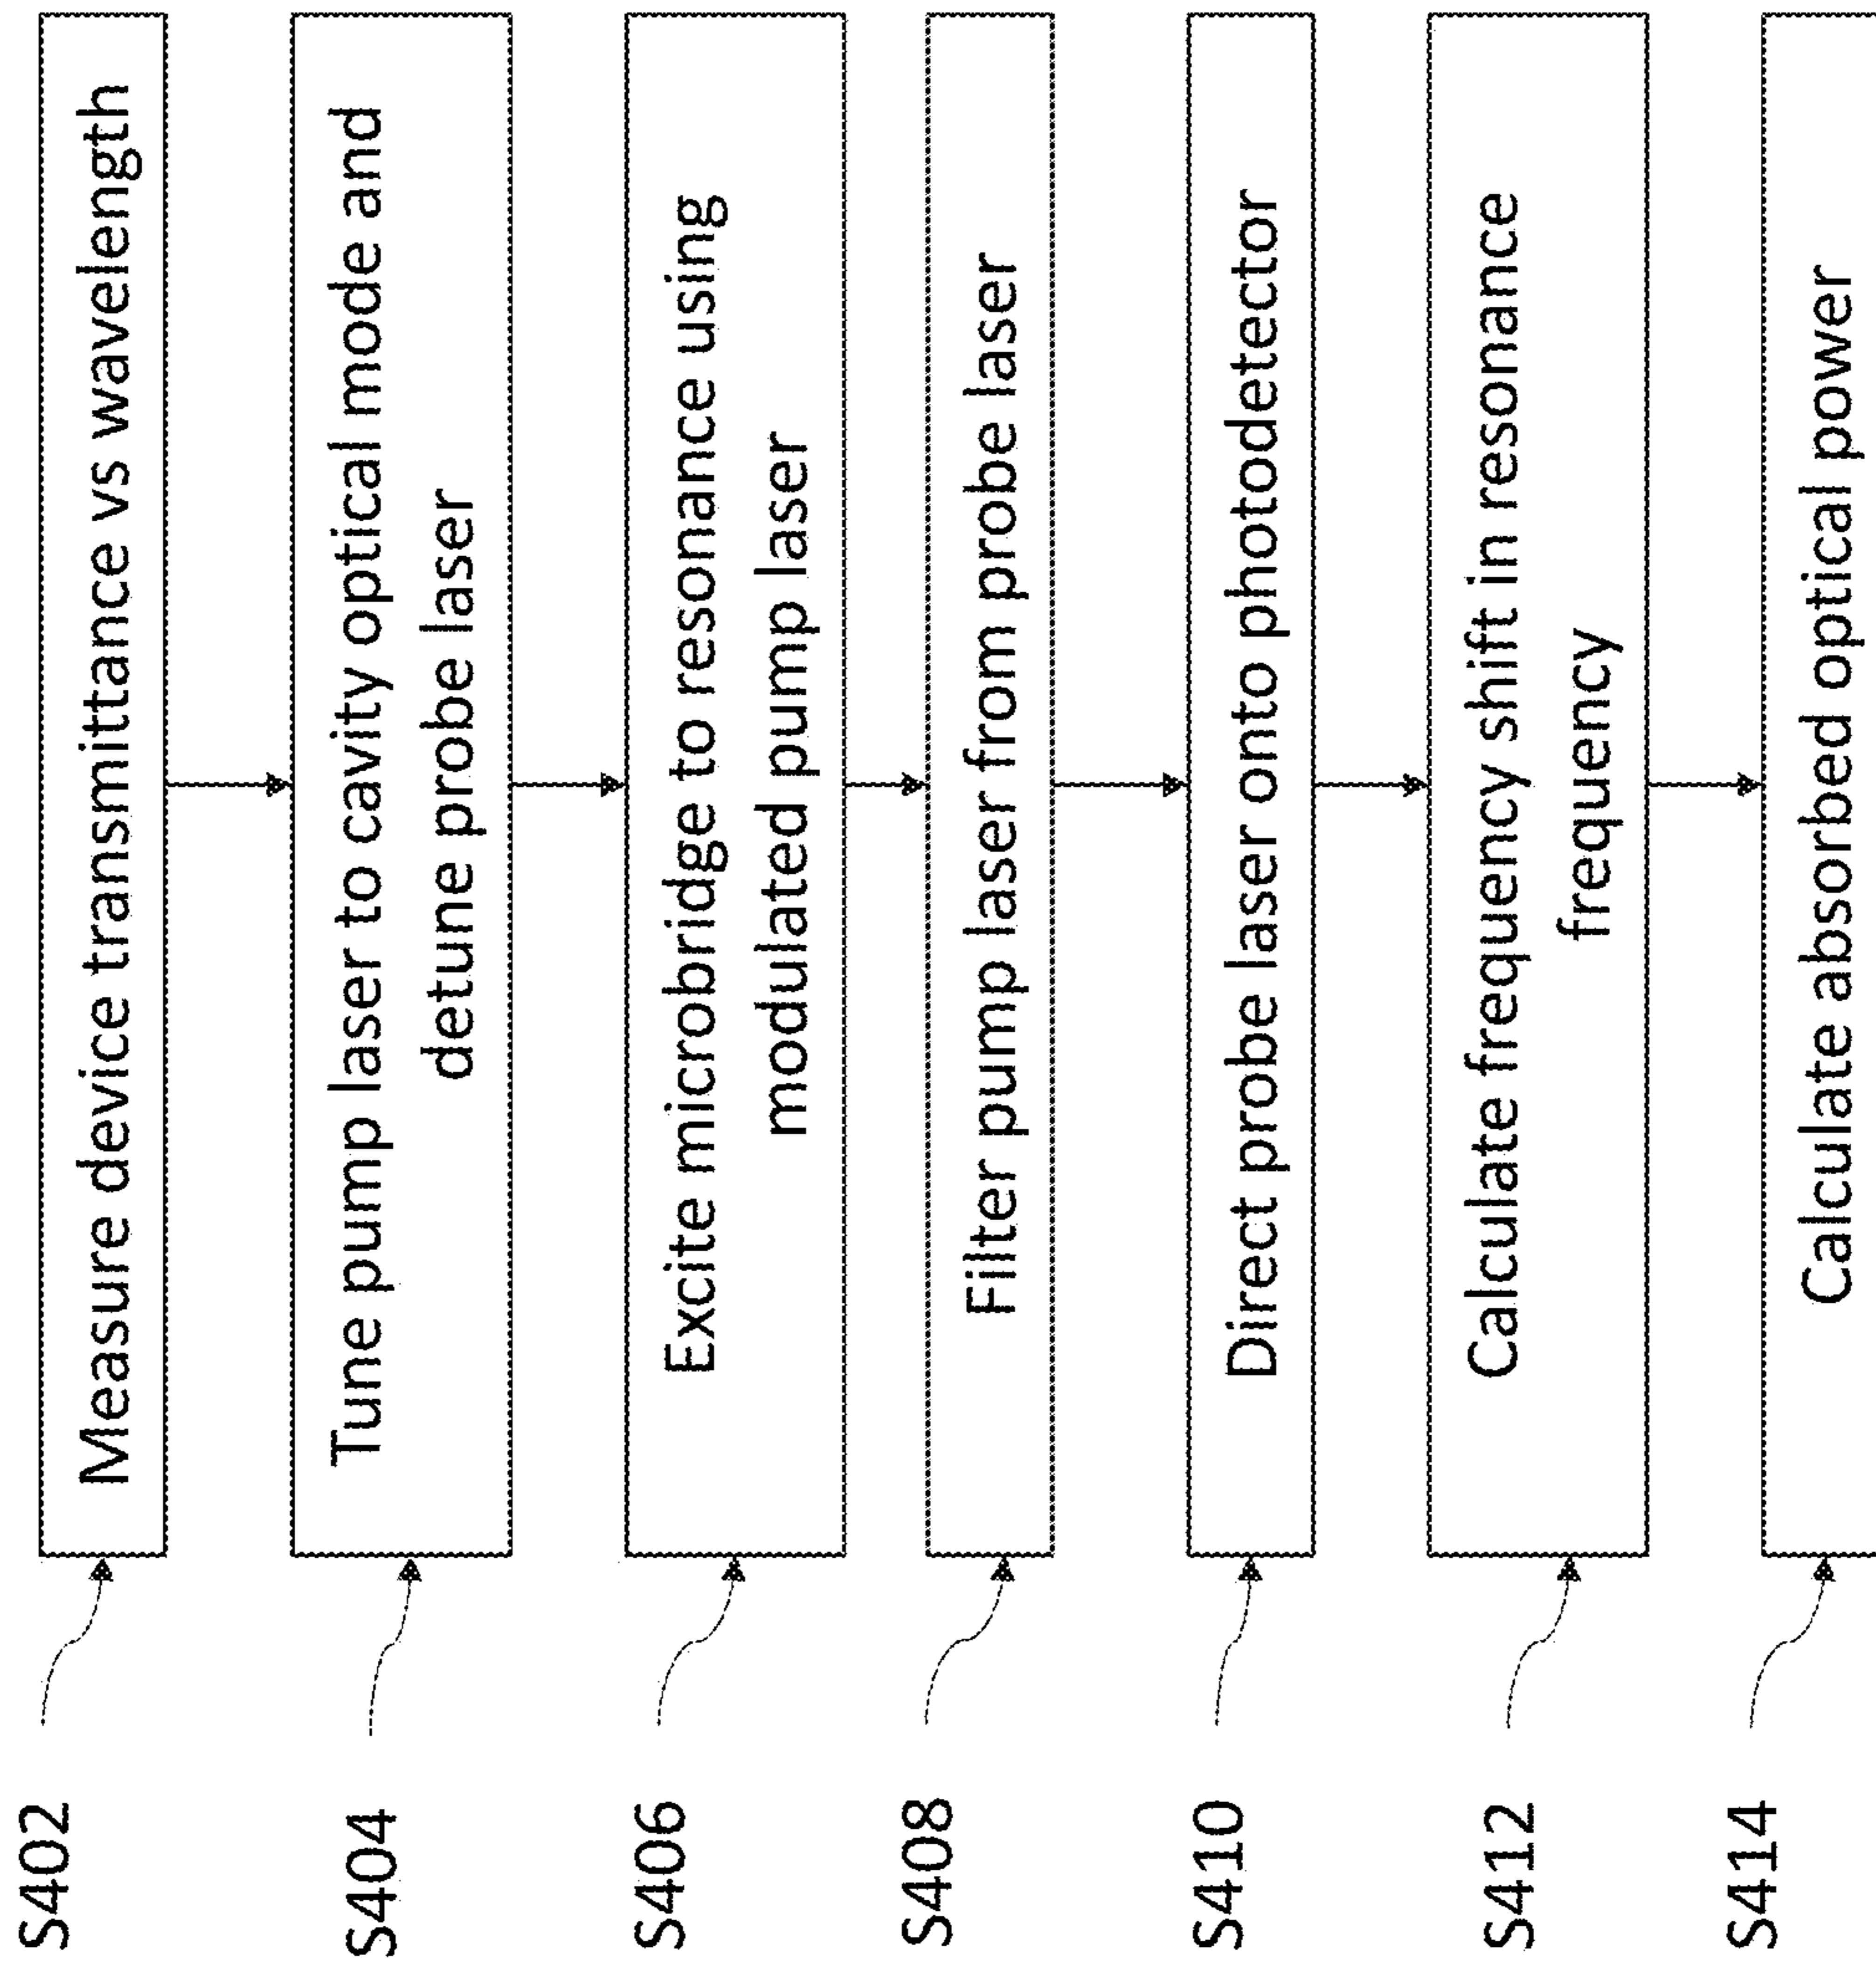 S402
Measure device transmittance vs wavelength
S404
Tune pump laser to cavity optical mode and
detune probe laser
S406
Excite microbridge to resonance using
modulated pump laser
S408
Filter pump laser from probe laser
S410
Direct probe laser onto photodetector
S412
Calculate frequency shift in resonance
frequency
S414
Calculate absorbed optical power